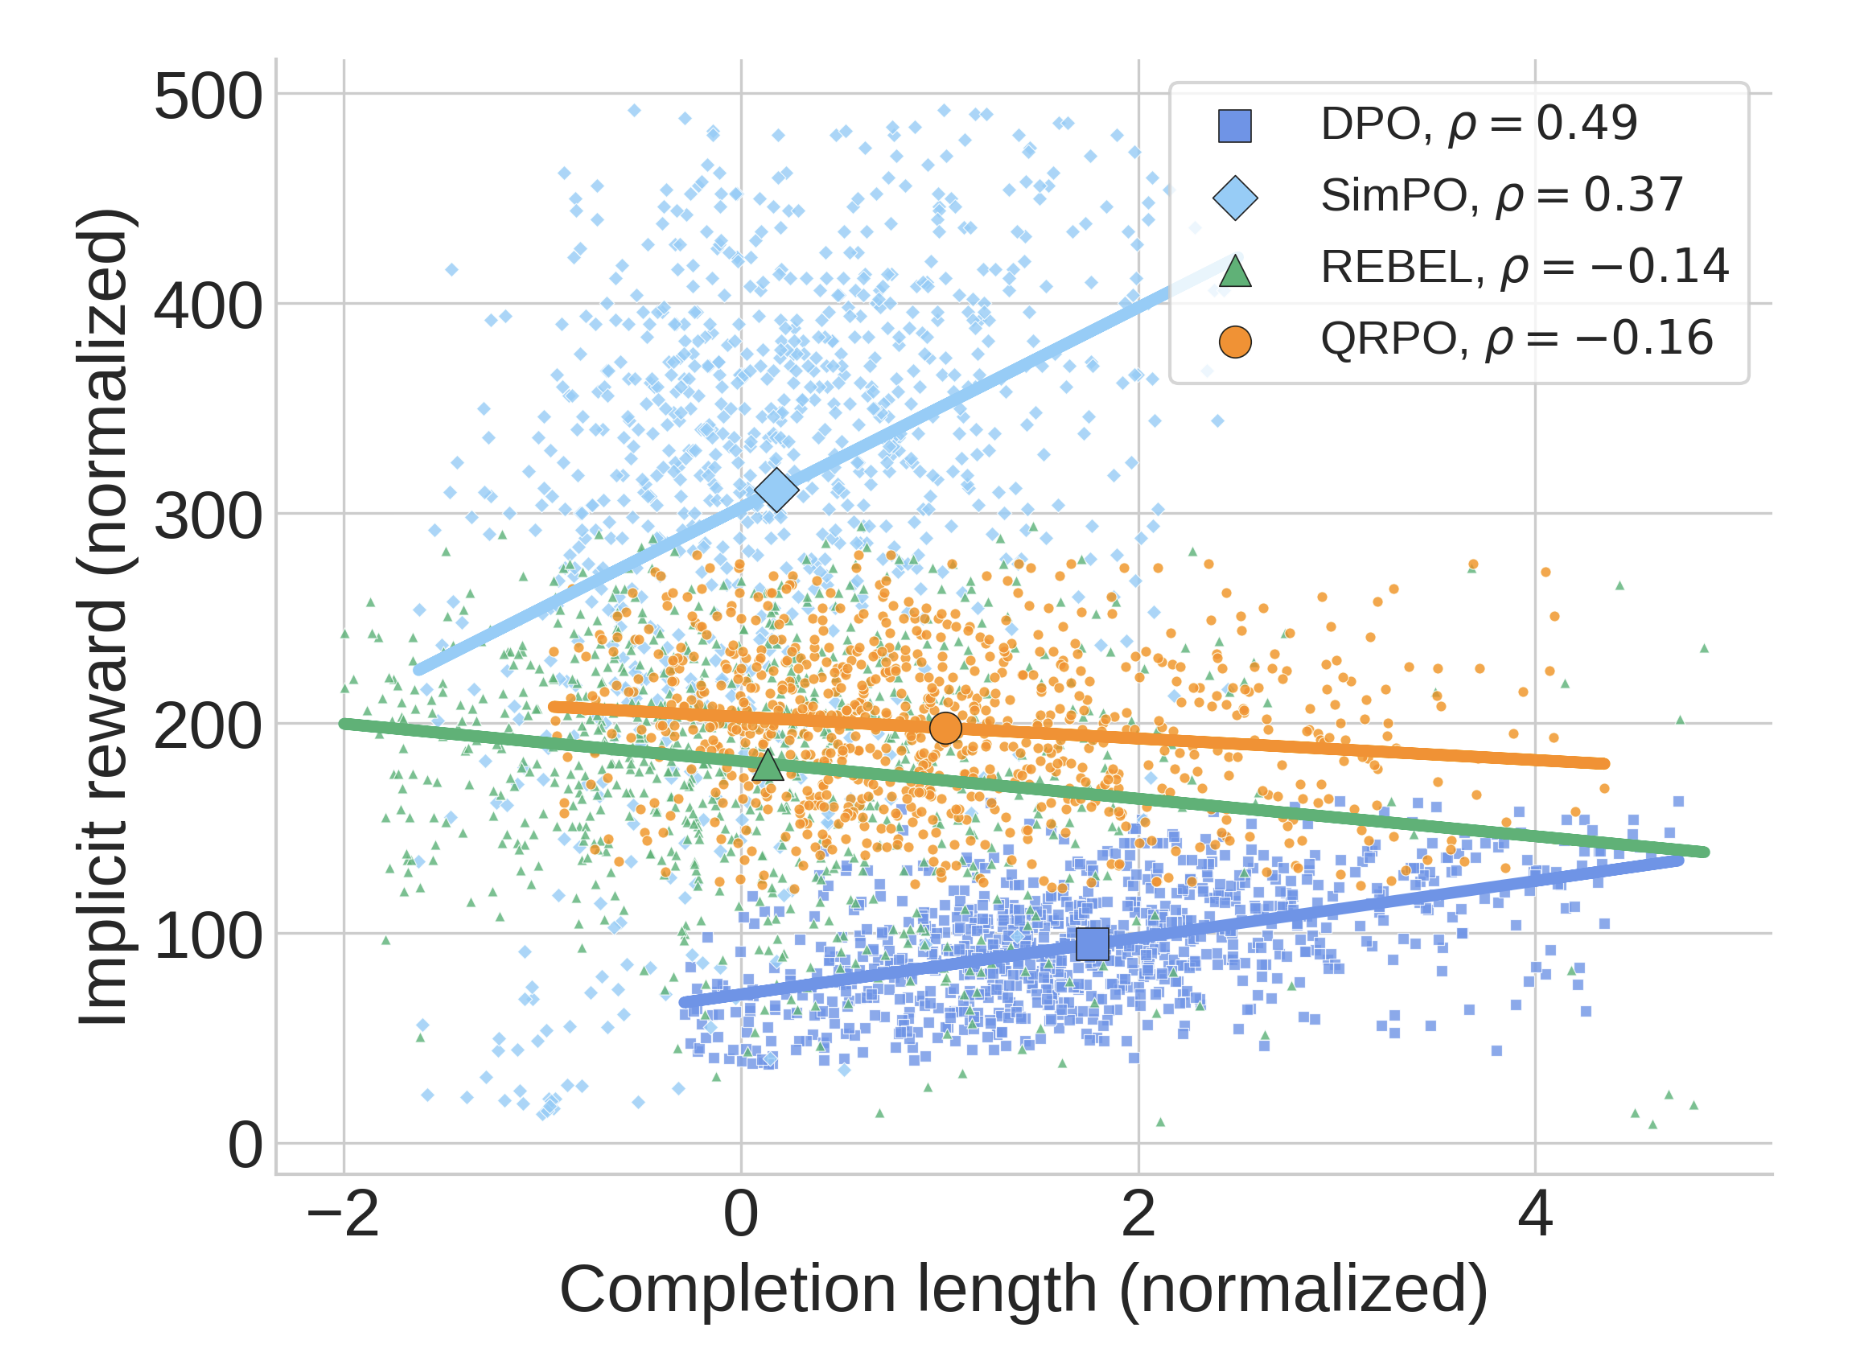 Implicit reward (normalized)
500
400
300
200
100
0
DPO, ρ = 0.49
SimPO, ρ = 0.37
REBEL, ρ = −0.14
QRPO, ρ = −0.16
−2 0 2 4
Completion length (normalized)